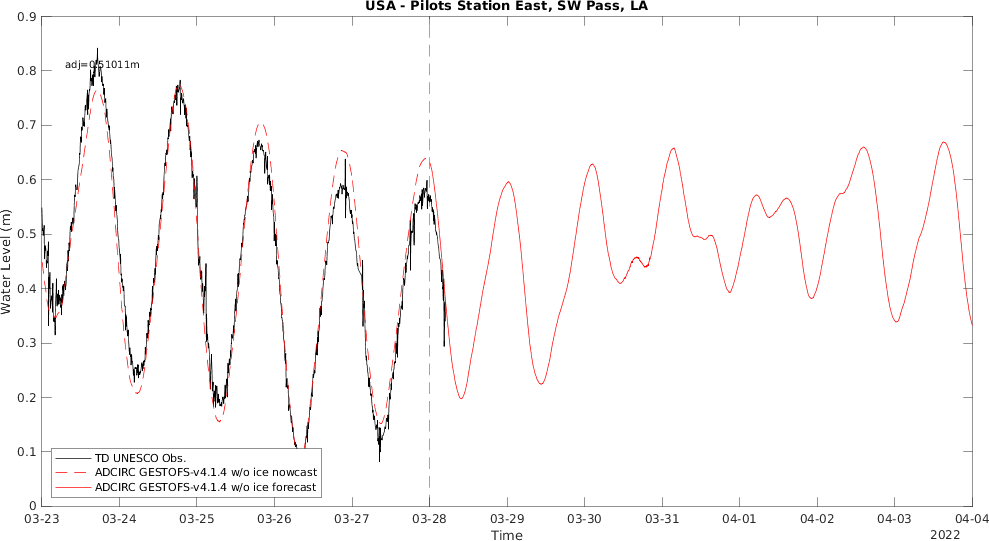 USA - Pilots Station East, SW Pass, LA
0.9
0.8
0.7
0.6
0.5
0.4
0.3
0.2
0.1
0
Water Level (m)
adj=0.51011m
TD UNESCO Obs.
ADCIRC GESTOFS-v4.1.4 w/o ice nowcast
ADCIRC GESTOFS-v4.1.4 w/o ice forecast
03-23 03-24 03-25 03-26 03-27 03-28 03-29 03-30 03-31 04-01 04-02 04-03 04-04
Time
2022